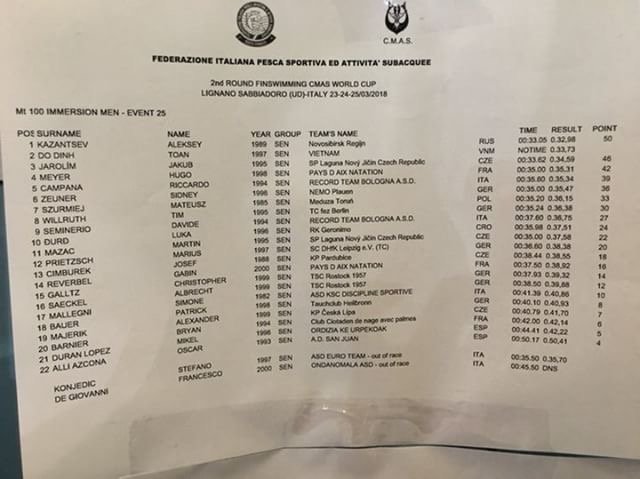 C.M.A.S.
FEDERAZIONE ITALIANA PESCA SPORTIVA ED ATTIVITA' SUBACQUEE
2nd ROUND FINSWIMMING CMAS WORLD CUP
LIGNANO SABBIADORO (UD)-ITALY 23-24-25/03/2018
Mt 100 IMMERSION MEN - EVENT 25
POS SURNAME NAME YEAR GROUP TEAM'S NAME TIME RESULT POINT
1 KAZANTSEV ALEKSEY 1989 SEN Novosibirsk Regijn RUS 00:33.05 0.32,98 50
2 DO DINH TOAN 1997 SEN VIETNAM VNM NOTIME 0.33,73
3 JAROLÍM JAKUB 1995 SEN SP Laguna Nový Jičín Czech Republic CZE 00:33.62 0.34,59 46
4 MEYER HUGO 1998 SEN PAYS D AIX NATATION FRA 00:35.00 0.35,31 42
5 CAMPANA RICCARDO 1994 SEN RECORD TEAM BOLOGNA A.S.D. ITA 00:35.60 0.35,34 39
6 ZEUNER SIDNEY 1996 SEN NEMO Plauen GER 00:35.00 0.35,47 36
7 SZURMIEJ MATEUSZ 1985 SEN Meduza Toruń POL 00:35.20 0.36,15 33
8 WILLRUTH TIM 1995 SEN TC fez Berlin GER 00:35.24 0.36,38 30
9 SEMINERIO DAVIDE 1994 SEN RECORD TEAM BOLOGNA A.S.D. ITA 00:37.60 0.36,75 27
10 ĐURĐ LUKA 1996 SEN RK Geronimo CRO 00:35.98 0.37,51 24
11 MAZAC MARTIN 1995 SEN SP Laguna Nový Jičín Czech Republic CZE 00:35.00 0.37,58 22
12 PRIETZSCH MARIUS 1997 SEN SC DHfK Leipzig e.V. (TC) GER 00:36.60 0.38,38 20
13 CIMBUREK JOSEF 1988 SEN KP Pardubice CZE 00:38.44 0.38,55 18
14 REVERBEL GABIN 2000 SEN PAYS D AIX NATATION FRA 00:37.50 0.38,92 16
15 GALLTZ CHRISTOPHER 1999 SEN TSC Rostock 1957 GER 00:37.93 0.39,32 14
16 SAECKEL ALBRECHT 1999 SEN TSC Rostock 1957 GER 00:38.50 0.39,88 12
17 MALLEGNI SIMONE 1982 SEN ASD KSC DISCIPLINE SPORTIVE ITA 00:41.39 0.40,86 10
18 BAUER PATRICK 1998 SEN Tauchclub Heilbronn GER 00:40.10 0.40,93 8
19 MAJERIK ALEXANDER 1999 SEN KP Česká Lípa CZE 00:40.79 0.41,70 7
20 BARNIER BRYAN 1994 SEN Club Ciotaden de nage avec palmes FRA 00:42.00 0.42,14 6
21 DURAN LOPEZ MIKEL 1998 SEN ORDIZIA KE URPEKOAK ESP 00:44.41 0.42,22 5
22 ALLI AZCONA OSCAR 1993 SEN A.D. SAN JUAN ESP 00:50.17 0.50,41 4
KONJEDIC STEFANO 1997 SEN ASD EURO TEAM - out of race ITA 00:35.50 0.35,70
DE GIOVANNI FRANCESCO 2000 SEN ONDANOMALA ASD - out of race ITA 00:45.50 DNS